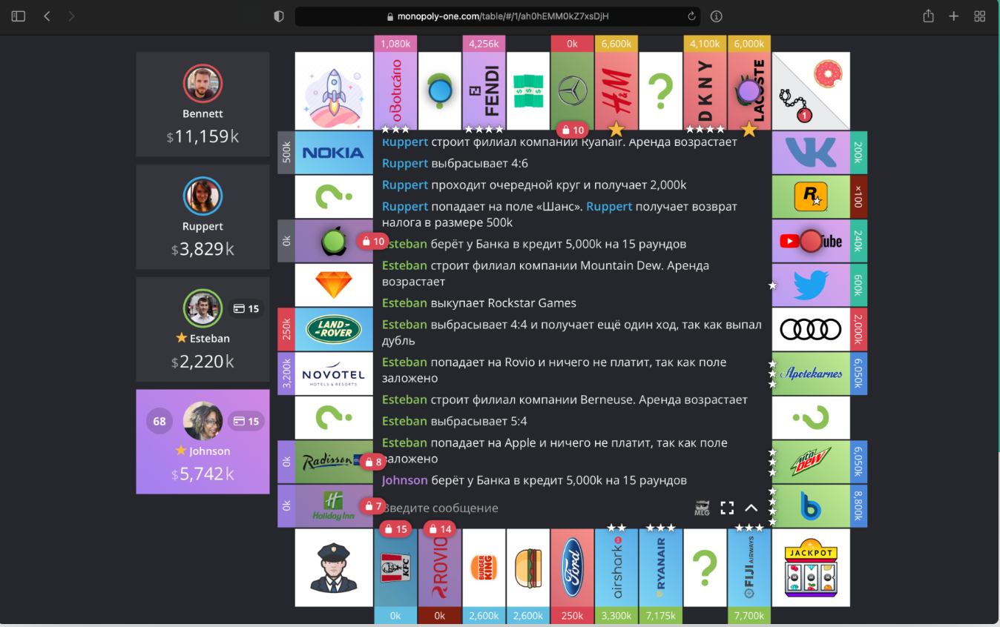 monopoly-one.com/table/#/1/ah0hEMM0kZ7xsDjH
1,080k
4,256k
0k
6,600k
4,100k
6,000k
Bennett
$11,159k
Ruppert
$3,829k
15
Esteban
$2,220k
68
15
Johnson
$5,742k
oBoticário
FENDI
H&M
?
DKNY
LACOSTE
10
1
500k
NOKIA
0k
10
250k
LAND-
ROVER
3,200k
NOVOTEL
HOTELS & RESORTS
0k
Radisson
8
0k
Holiday Inn
7
Ruppert строит филиал компании Ryanair. Аренда возрастает
Ruppert выбрасывает 4:6
Ruppert проходит очередной круг и получает 2,000k
Ruppert попадает на поле «Шанс». Ruppert получает возврат
налога в размере 500k
Esteban берёт у Банка в кредит 5,000k на 15 раундов
Esteban строит филиал компании Mountain Dew. Аренда
возрастает
Esteban выкупает Rockstar Games
Esteban выбрасывает 4:4 и получает ещё один ход, так как выпал
дубль
Esteban попадает на Rovio и ничего не платит, так как поле
заложено
Esteban строит филиал компании Berneuse. Аренда возрастает
Esteban выбрасывает 5:4
Esteban попадает на Apple и ничего не платит, так как поле
заложено
Johnson берёт у Банка в кредит 5,000k на 15 раундов
Введите сообщение
MLG
VK
200k
R
×100
YouTube
240k
600k
2,000k
Apotekarnes
6,050k
mtn
DEW
6,050k
b
8,800k
15
14
KFC
ROVIO
BURGER
KING
Ford
airshark
RYANAIR
?
FIJI AIRWAYS
JACKPOT
0k
0k
2,600k
2,600k
250k
3,300k
7,175k
7,700k